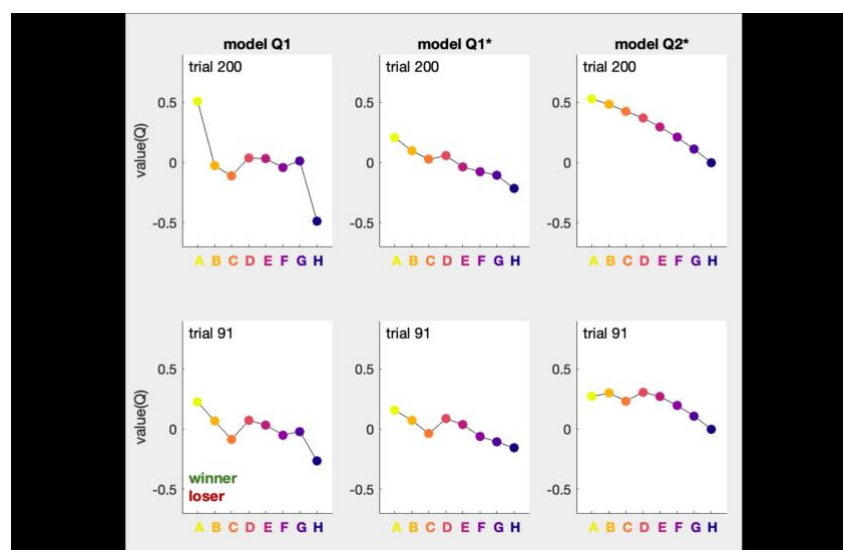 model Q1
model Q1*
model Q2*
trial 200
trial 200
trial 200
value(Q)
0.5
0
-0.5
0.5
0
-0.5
0.5
0
-0.5
A B C D E F G H
A B C D E F G H
A B C D E F G H
trial 91
trial 91
trial 91
value(Q)
0.5
0
-0.5
0.5
0
-0.5
0.5
0
-0.5
winner
loser
A B C D E F G H
A B C D E F G H
A B C D E F G H